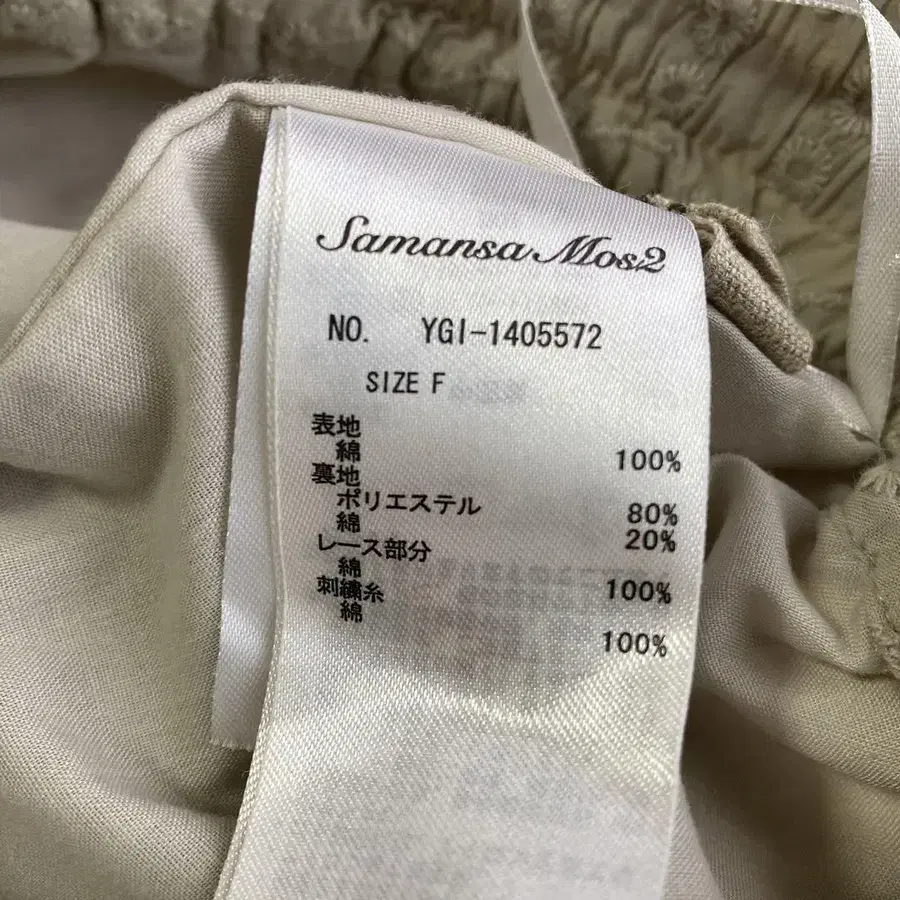 Samansa Mos2
NO. YGI-1405572
SIZE F
表地
綿 100%
裏地
ポリエステル 80%
綿 20%
レース部分
綿 100%
刺繍糸
綿 100%